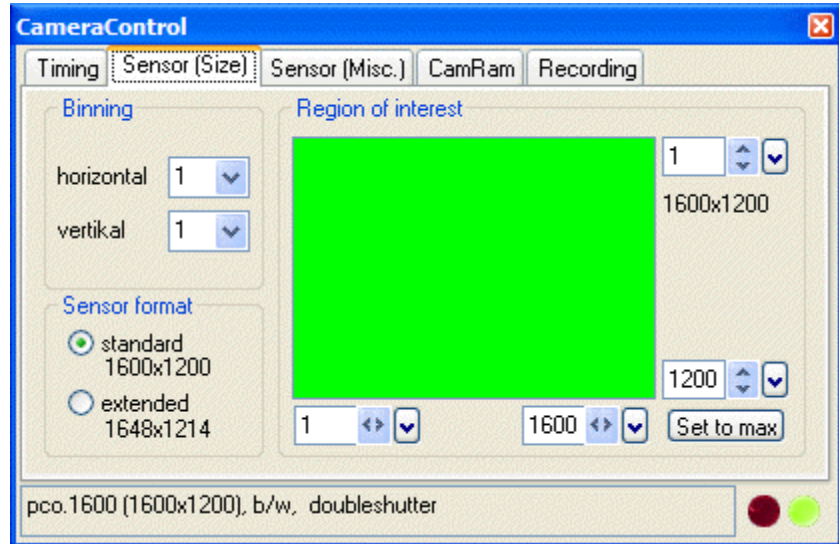 CameraControl
Timing Sensor (Size) Sensor (Misc.) CamRam Recording
Binning
horizontal 1
vertikal 1
Sensor format
standard
1600x1200
extended
1648x1214
Region of interest
1
1600x1200
1200
1 1600 Set to max
pco.1600 (1600x1200), b/w, doubleshutter